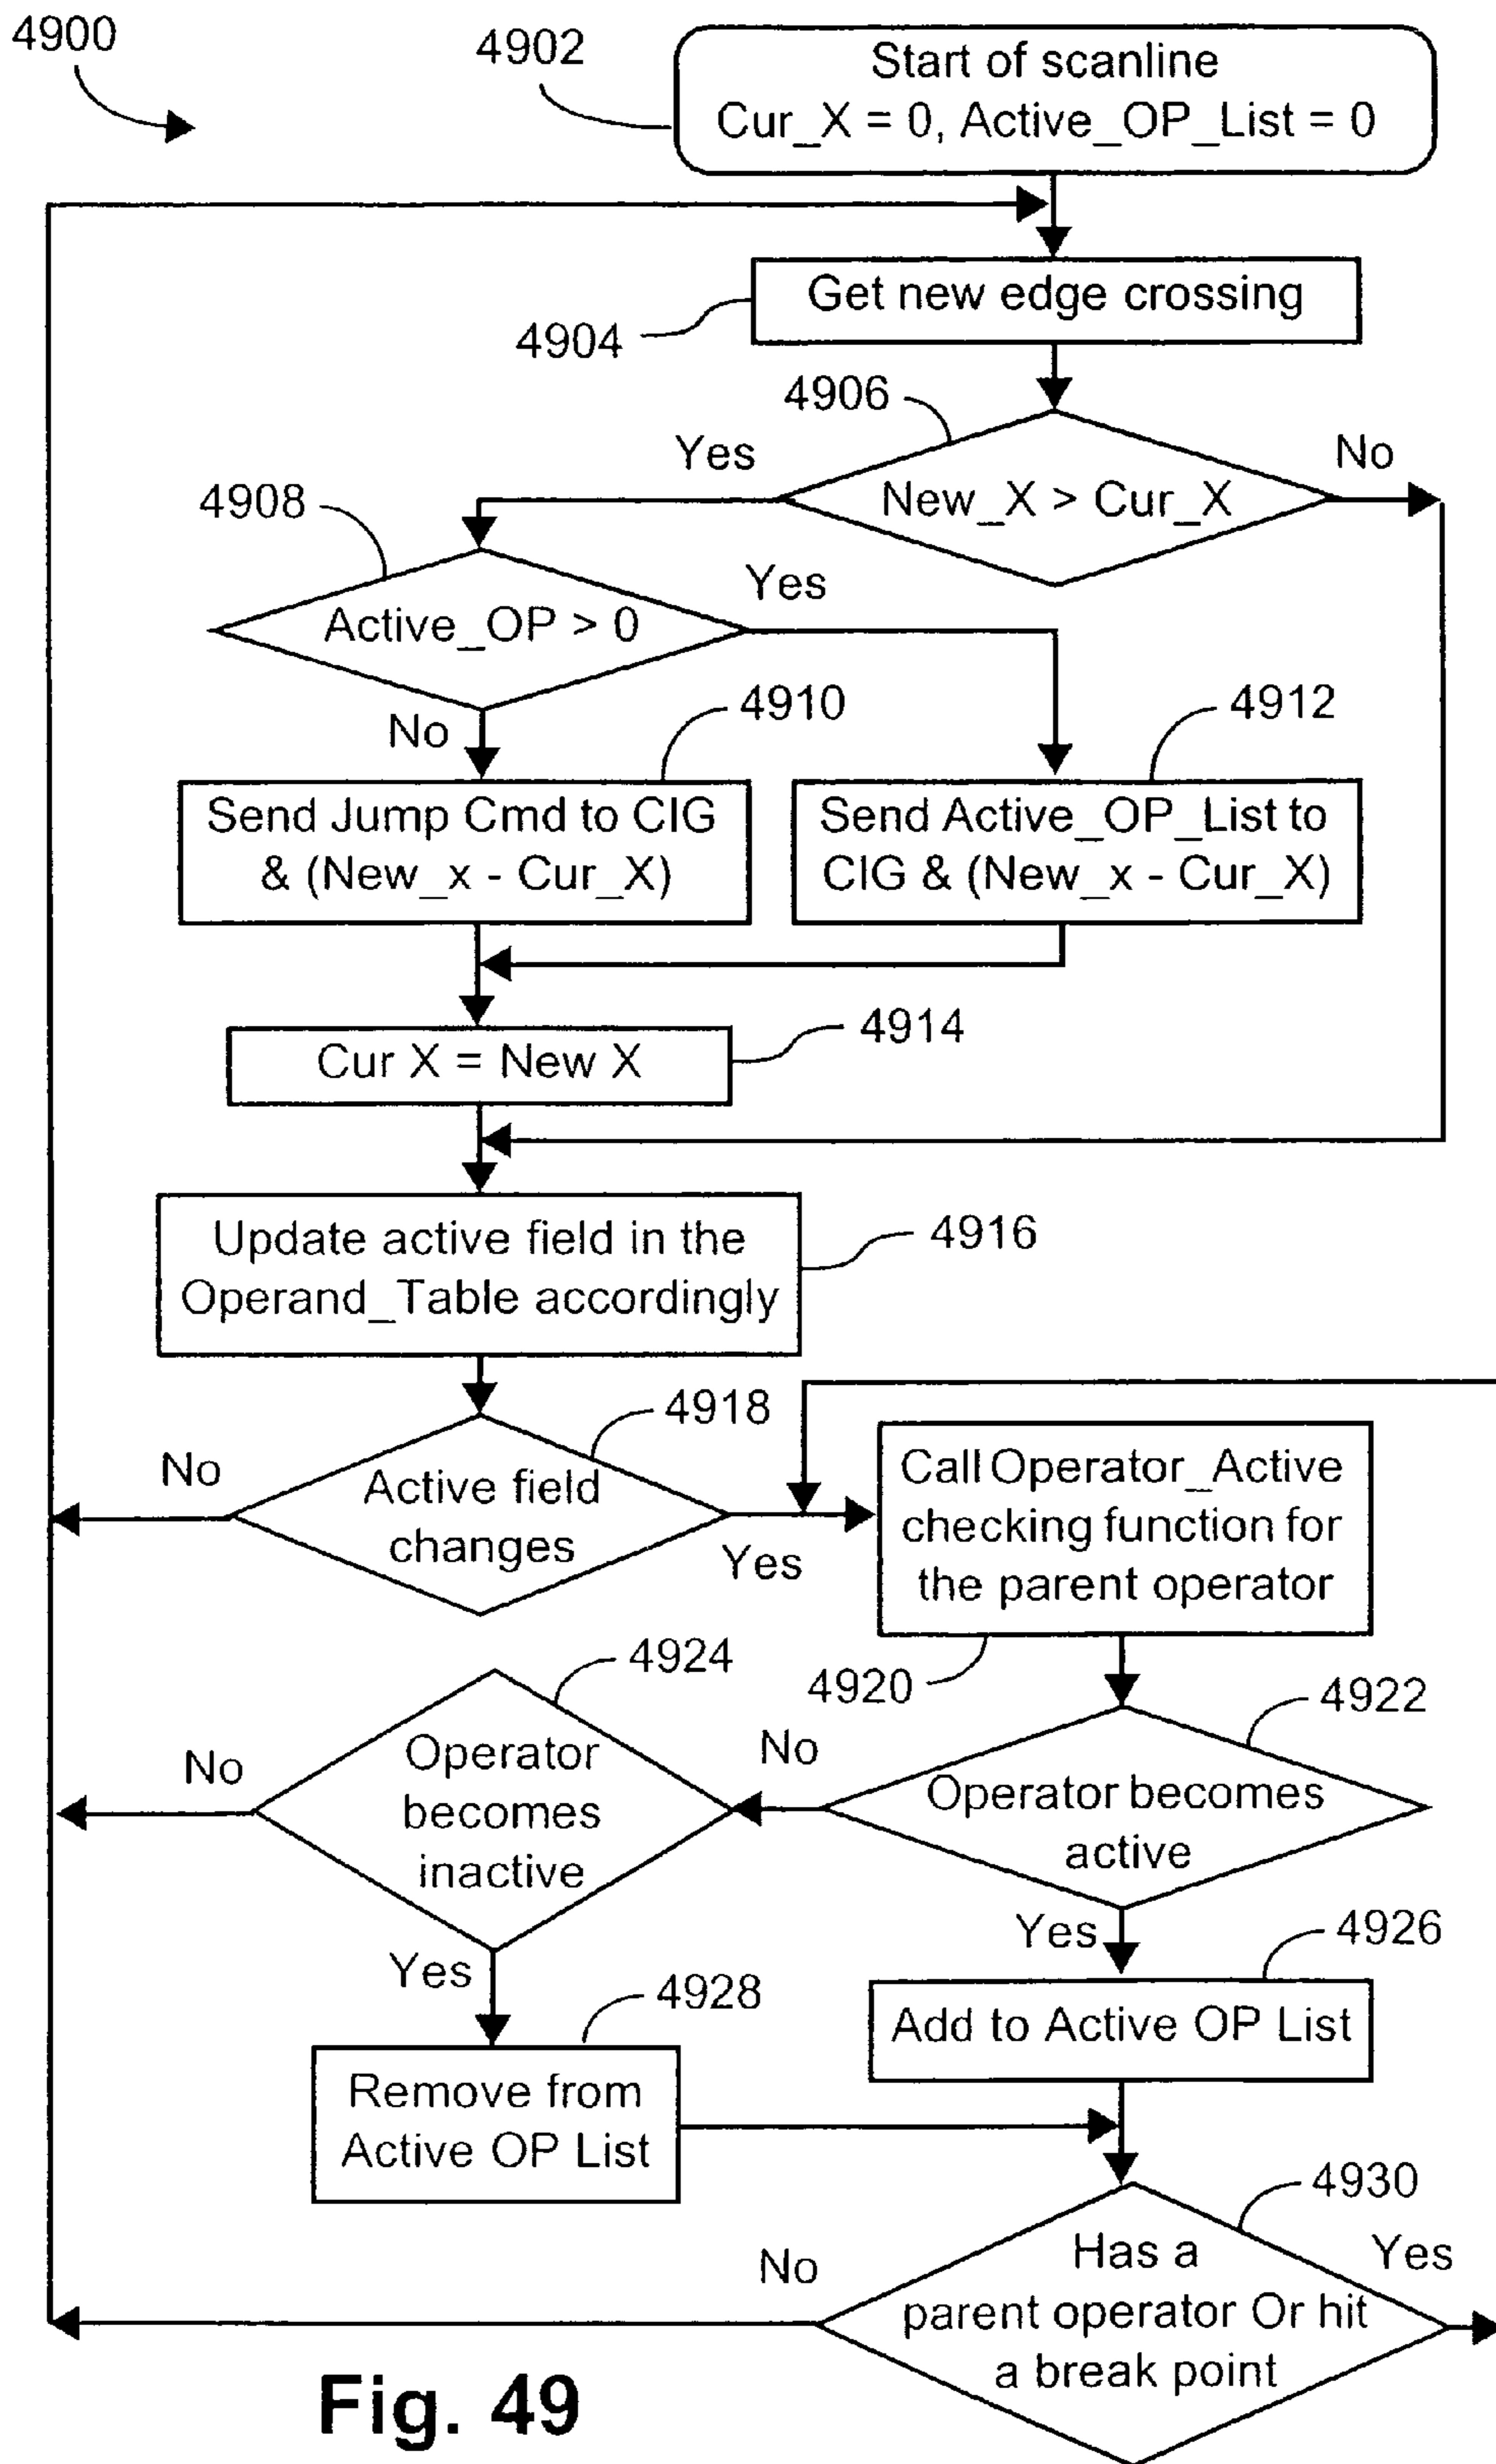 4900
4902
Start of scanline
Cur_X = 0, Active_OP_List = 0
Get new edge crossing
4904
4906
Yes
No
New_X > Cur_X
4908
Yes
Active_OP > 0
No
4910
4912
Send Jump Cmd to CIG
& (New_x - Cur_X)
Send Active_OP_List to
CIG & (New_x - Cur_X)
4914
Cur X = New X
Update active field in the
Operand_Table accordingly
4916
4918
No
Active field
changes
Yes
Call Operator_Active
checking function for
the parent operator
4920
4924
4922
No
Operator
becomes
inactive
No
Operator becomes
active
Yes
Yes
4926
4928
Add to Active OP List
Remove from
Active OP List
4930
No
Has a
parent operator Or hit
a break point
Yes
Fig. 49